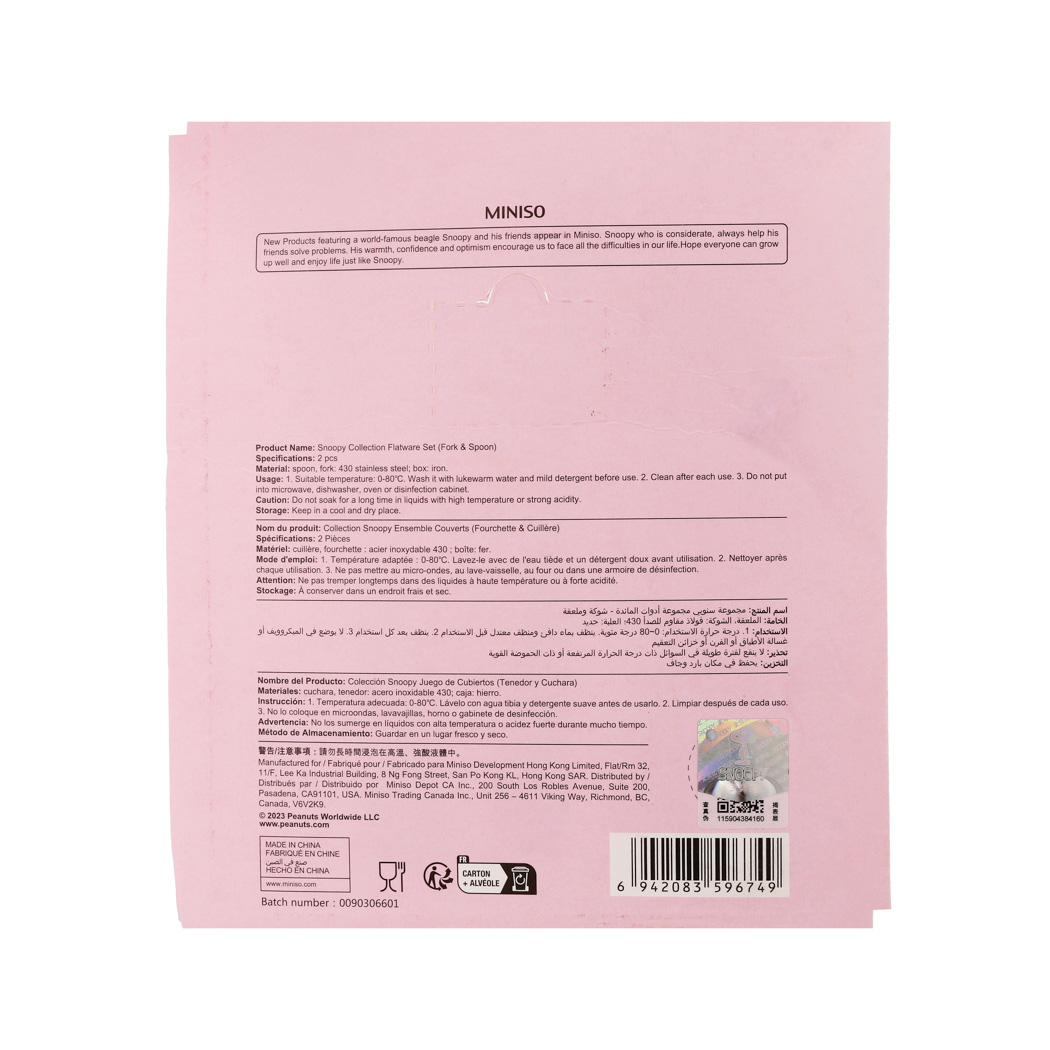 MINISO
New Products featuring a world-famous beagle Snoopy and his friends appear in Miniso. Snoopy who is considerate, always help his
friends solve problems. His warmth, confidence and optimism encourage us to face all the difficulties in our life.Hope everyone can grow
up well and enjoy life just like Snoopy.
Product Name: Snoopy Collection Flatware Set (Fork & Spoon)
Specifications: 2 pcs
Material: spoon, fork: 430 stainless steel; box: iron.
Usage: 1. Suitable temperature: 0-80℃. Wash it with lukewarm water and mild detergent before use. 2. Clean after each use. 3. Do not put
into microwave, dishwasher, oven or disinfection cabinet.
Caution: Do not soak for a long time in liquids with high temperature or strong acidity.
Storage: Keep in a cool and dry place.
Nom du produit: Collection Snoopy Ensemble Couverts (Fourchette & Cuillère)
Spécifications: 2 Pièces
Matériel: cuillère, fourchette : acier inoxydable 430 ; boîte: fer.
Mode d'emploi: 1. Température adaptée : 0-80℃. Lavez-le avec de l'eau tiède et un détergent doux avant utilisation. 2. Nettoyer après
chaque utilisation. 3. Ne pas mettre au micro-ondes, au lave-vaisselle, au four ou dans une armoire de désinfection.
Attention: Ne pas tremper longtemps dans des liquides à haute température ou à forte acidité.
Stockage: À conserver dans un endroit frais et sec.
اسم المنتج: مجموعة سنوبي مجموعة أدوات المائدة - شوكة وملعقة
الخامة: الملعقة، الشوكة: فولاذ مقاوم للصدأ 430؛ العلبة: حديد
الاستخدام: 1. درجة حرارة الاستخدام: 0~80 درجة مئوية. ينظف بماء دافئ ومنظف معتدل قبل الاستخدام 2. ينظف بعد كل استخدام 3. لا يوضع في الميكروويف أو
غسالة الأطباق أو الفرن أو خزائن التعقيم
تحذير: لا ينقع لفترة طويلة في السوائل ذات درجة الحرارة المرتفعة أو ذات الحموضة القوية
التخزين: يحفظ في مكان بارد وجاف
Nombre del Producto: Colección Snoopy Juego de Cubiertos (Tenedor y Cuchara)
Materiales: cuchara, tenedor: acero inoxidable 430; caja: hierro.
Instrucción: 1. Temperatura adecuada: 0-80℃. Lávelo con agua tibia y detergente suave antes de usarlo. 2. Limpiar después de cada uso.
3. No lo coloque en microondas, lavavajillas, horno o gabinete de desinfección.
Advertencia: No los sumerge en líquidos con alta temperatura o acidez fuerte durante mucho tiempo.
Método de Almacenamiento: Guardar en un lugar fresco y seco.
警告/注意事項：請勿長時間浸泡在高溫、強酸液體中。
Manufactured for / Fabriqué pour / Fabricado para Miniso Development Hong Kong Limited, Flat/Rm 32,
11/F, Lee Ka Industrial Building, 8 Ng Fong Street, San Po Kong KL, Hong Kong SAR. Distributed by /
Distribués par / Distribuido por Miniso Depot CA Inc., 200 South Los Robles Avenue, Suite 200,
Pasadena, CA91101, USA. Miniso Trading Canada Inc., Unit 256 – 4611 Viking Way, Richmond, BC,
Canada, V6V2K9.
© 2023 Peanuts Worldwide LLC
www.peanuts.com
SNOOPY
查真伪
揭表層
115904384160
MADE IN CHINA
FABRIQUÉ EN CHINE
صنع في الصين
HECHO EN CHINA
www.miniso.com
FR
CARTON
+ ALVÉOLE
6 942083 596749
Batch number：0090306601